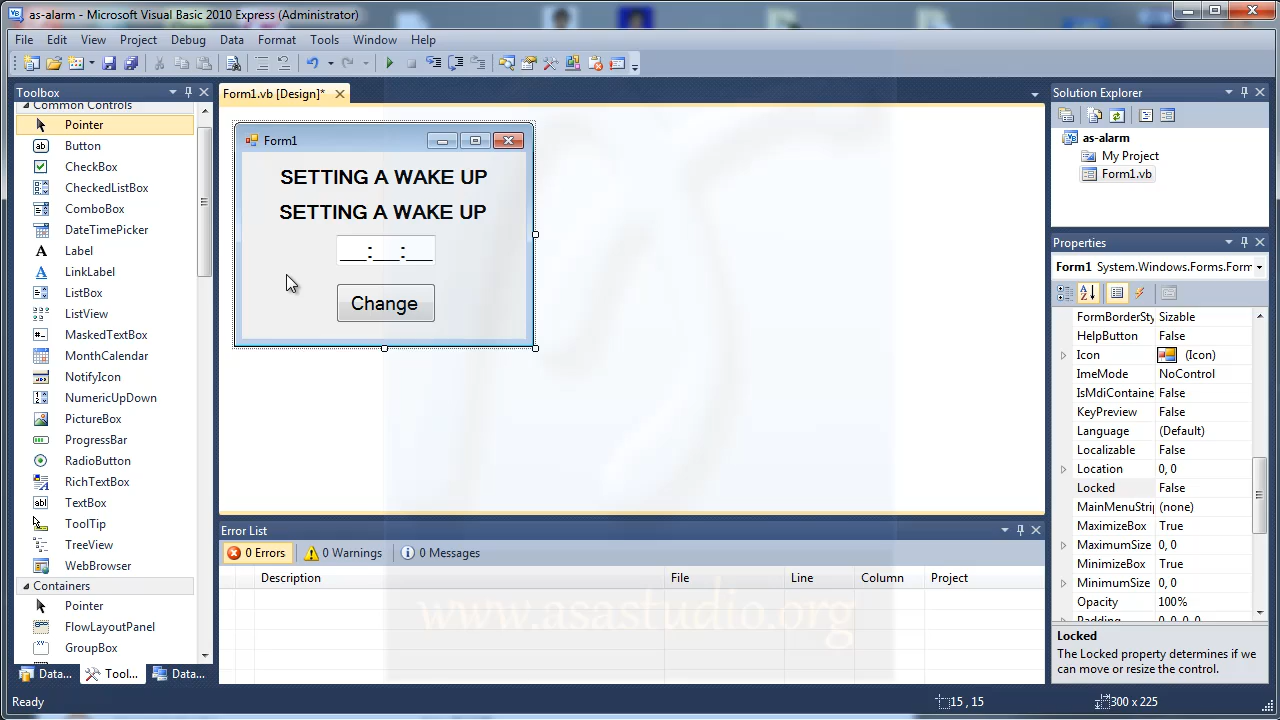 as-alarm - Microsoft Visual Basic 2010 Express (Administrator)
File Edit View Project Debug Data Format Tools Window Help
Toolbox
Common Controls
Pointer
Button
CheckBox
CheckedListBox
ComboBox
DateTimePicker
Label
LinkLabel
ListBox
ListView
MaskedTextBox
MonthCalendar
NotifyIcon
NumericUpDown
PictureBox
ProgressBar
RadioButton
RichTextBox
TextBox
ToolTip
TreeView
WebBrowser
Containers
Pointer
FlowLayoutPanel
GroupBox
Data... Tool... Data...
Form1.vb [Design]*
Form1
SETTING A WAKE UP
SETTING A WAKE UP
__:__:__
Change
Error List
0 Errors 0 Warnings 0 Messages
Description File Line Column Project
www.asastudio.org
Solution Explorer
as-alarm
My Project
Form1.vb
Properties
Form1 System.Windows.Forms.Form
FormBorderSty Sizable
HelpButton False
Icon (Icon)
ImeMode NoControl
IsMdiContaine False
KeyPreview False
Language (Default)
Localizable False
Location 0, 0
Locked False
MainMenuStrip (none)
MaximizeBox True
MaximumSize 0, 0
MinimizeBox True
MinimumSize 0, 0
Opacity 100%
Padding 0, 0, 0, 0
Locked
The Locked property determines if we
can move or resize the control.
Ready 15 , 15 300 x 225